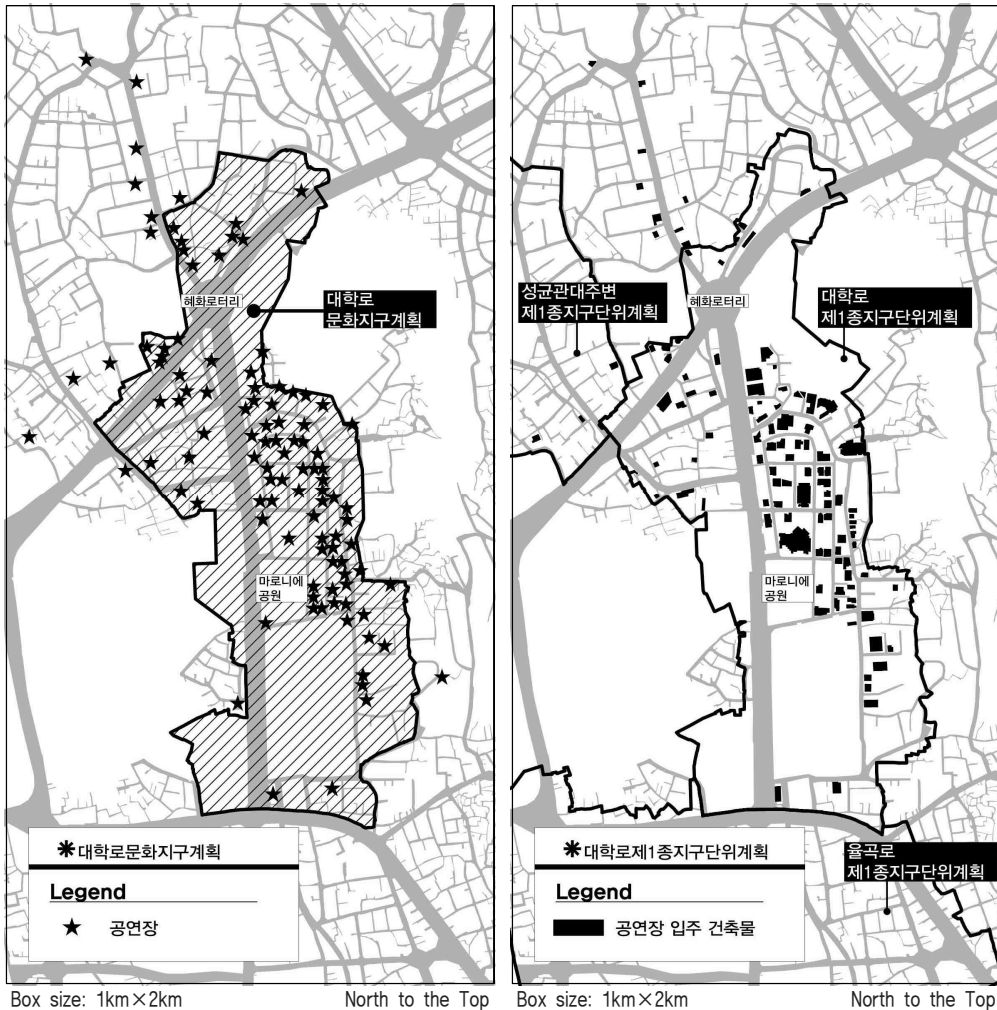 혜화로터리
대학로
문화지구계획
마로니에
공원
✱대학로문화지구계획
Legend
★ 공연장
Box size: 1km×2km
North to the Top
성균관대주변
제1종지구단위계획
혜화로터리
대학로
제1종지구단위계획
마로니에
공원
율곡로
제1종지구단위계획
✱대학로제1종지구단위계획
Legend
공연장 입주 건축물
Box size: 1km×2km
North to the Top